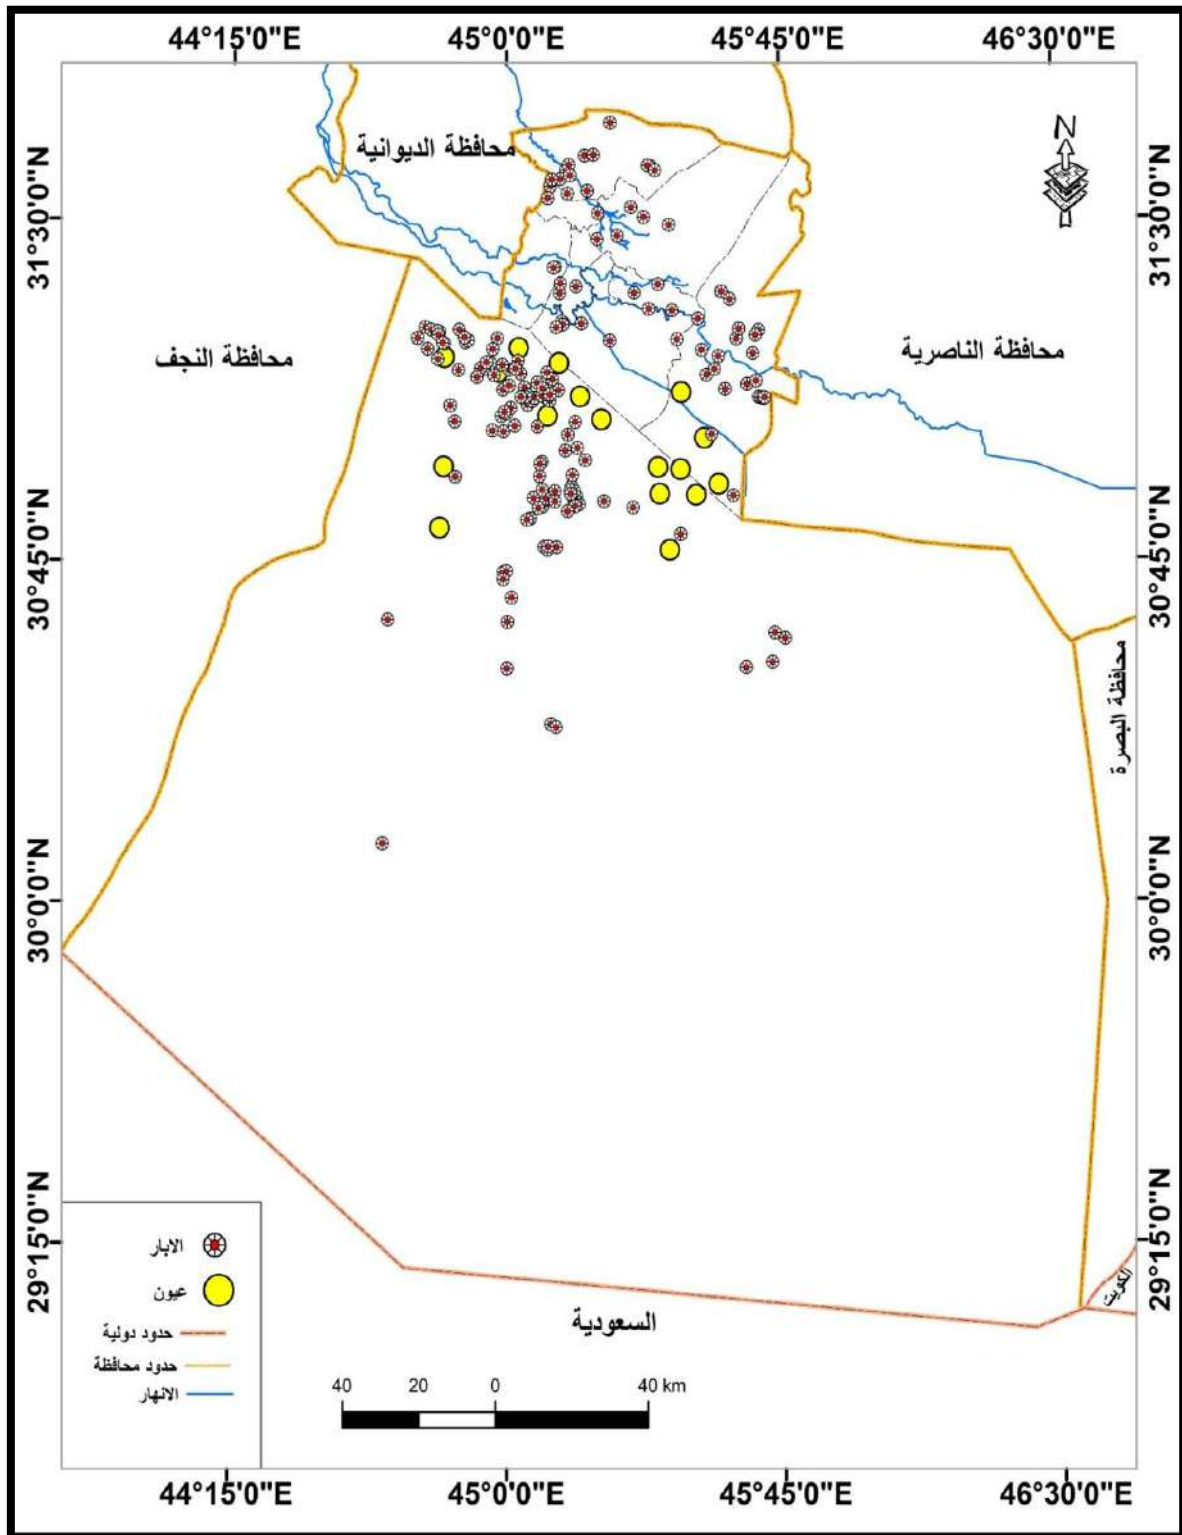 44°15'0"E 45°0'0"E 45°45'0"E 46°30'0"E
N
محافظة الديوانية
31°30'0"N 31°30'0"N
محافظة النجف
محافظة الناصرية
30°45'0"N 30°45'0"N
محافظة البصرة
30°0'0"N 30°0'0"N
29°15'0"N 29°15'0"N
الكويت
السعودية
الابار
عيون
حدود دولية
حدود محافظة
الانهار
40 20 0 40 km
44°15'0"E 45°0'0"E 45°45'0"E 46°30'0"E